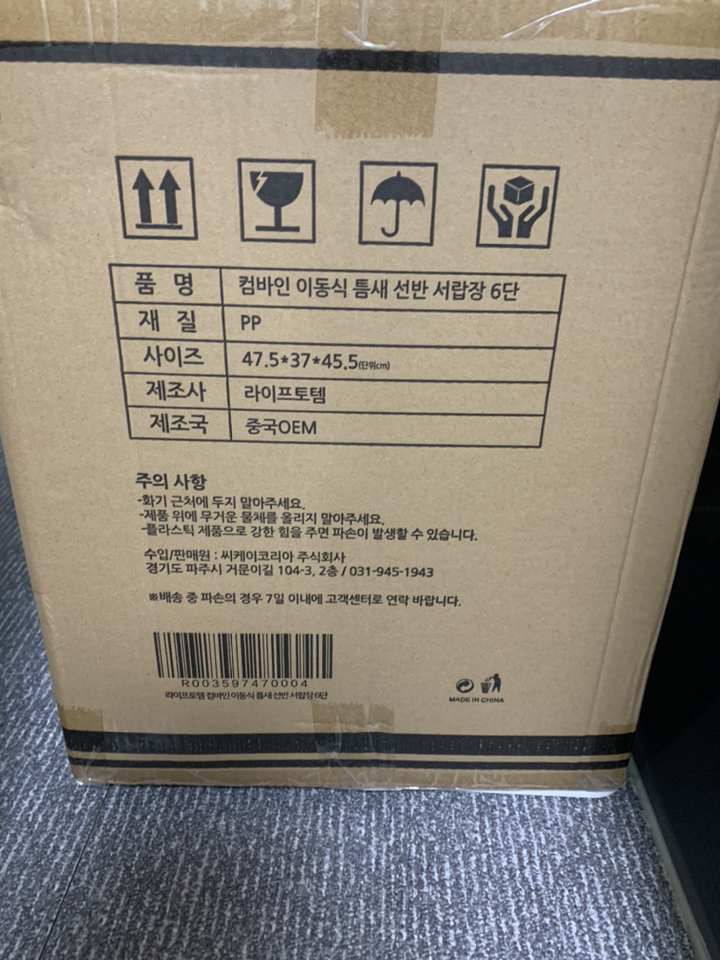 품 명 컴바인 이동식 틈새 선반 서랍장 6단
재 질 PP
사이즈 47.5*37*45.5(단위cm)
제조사 라이프토템
제조국 중국OEM
주의 사항
-화기 근처에 두지 말아주세요.
-제품 위에 무거운 물체를 올리지 말아주세요.
-플라스틱 제품으로 강한 힘을 주면 파손이 발생할 수 있습니다.
수입/판매원 : 씨케이코리아 주식회사
경기도 파주시 거문이길 104-3, 2층 / 031-945-1943
※배송 중 파손의 경우 7일 이내에 고객센터로 연락 바랍니다.
R003597470004
라이프토템 컴바인 이동식 틈새 선반 서랍장 6단
MADE IN CHINA